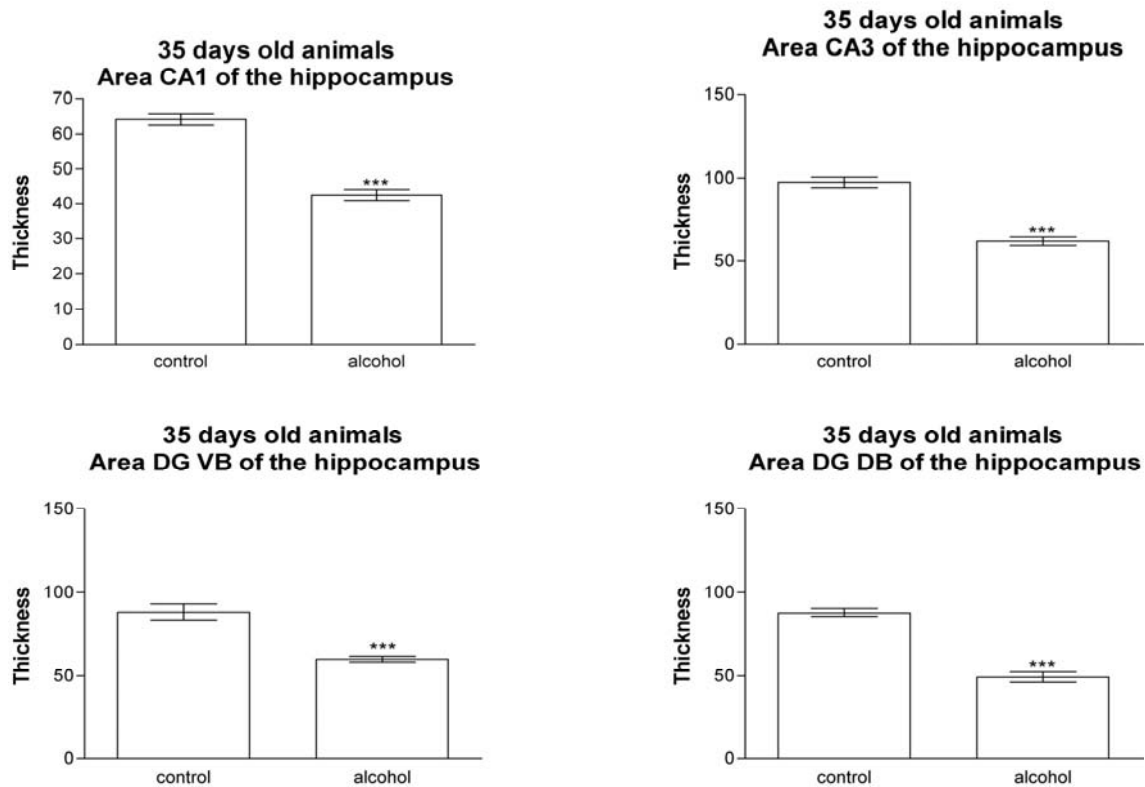 35 days old animals
Area CA1 of the hippocampus
Thickness
70
60
50
40
30
20
10
0
***
control
alcohol
35 days old animals
Area CA3 of the hippocampus
Thickness
150
100
50
0
***
control
alcohol
35 days old animals
Area DG VB of the hippocampus
Thickness
150
100
50
0
***
control
alcohol
35 days old animals
Area DG DB of the hippocampus
Thickness
150
100
50
0
***
control
alcohol